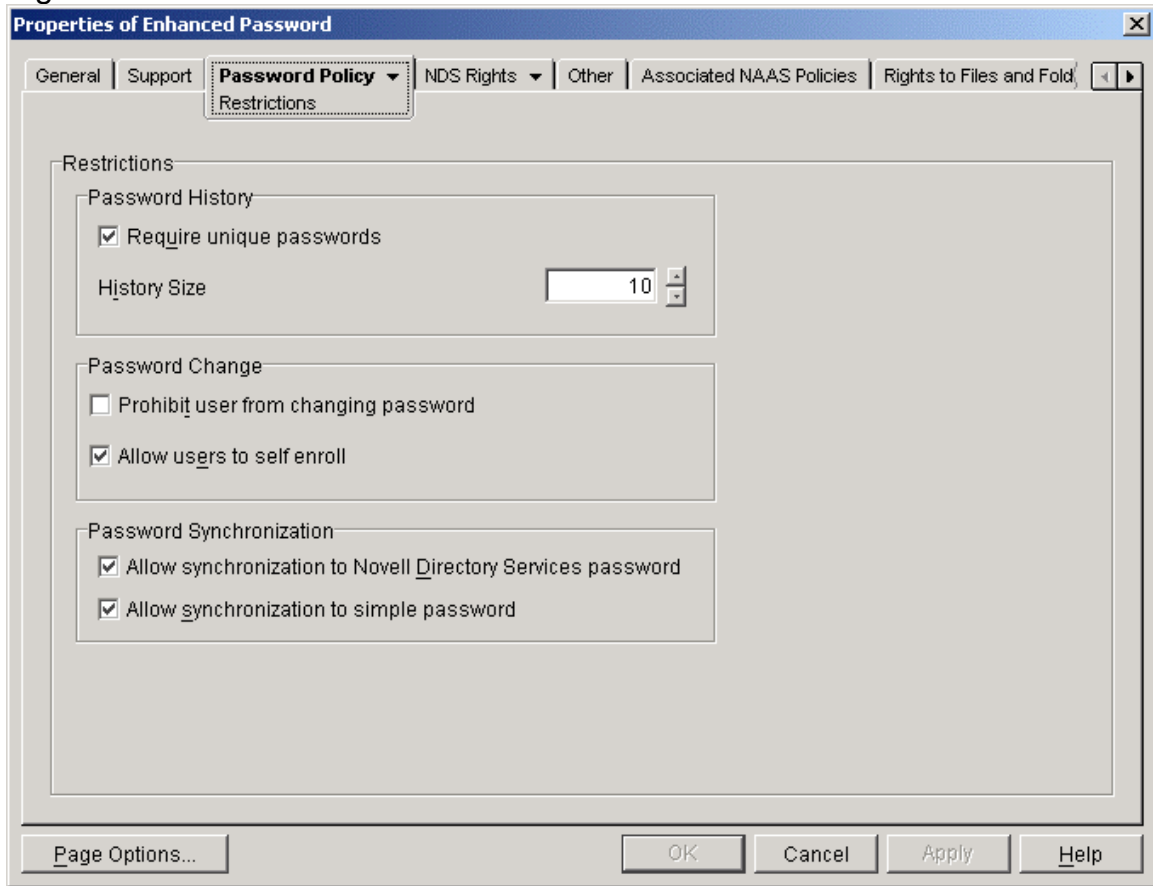 Properties of Enhanced Password
General Support Password Policy NDS Rights Other Associated NAAS Policies Rights to Files and Fold
Restrictions
Restrictions
Password History
Require unique passwords
History Size 10
Password Change
Prohibit user from changing password
Allow users to self enroll
Password Synchronization
Allow synchronization to Novell Directory Services password
Allow synchronization to simple password
Page Options... OK Cancel Apply Help